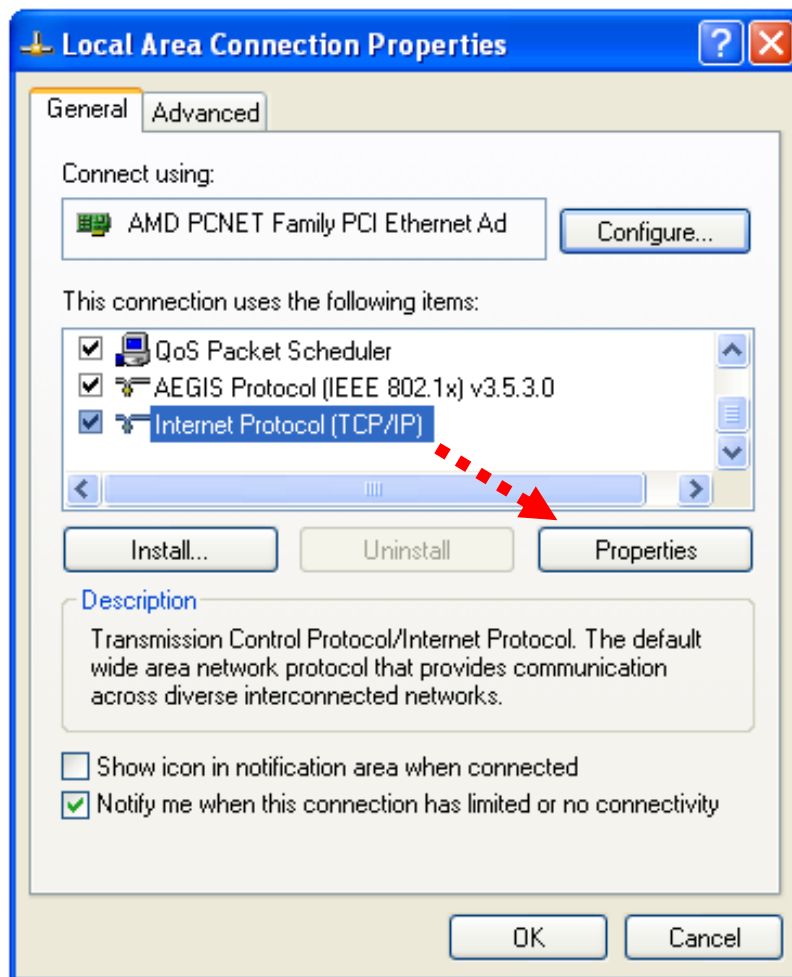 Local Area Connection Properties
General
Advanced
Connect using:
AMD PCNET Family PCI Ethernet Ad
Configure...
This connection uses the following items:
QoS Packet Scheduler
AEGIS Protocol (IEEE 802.1x) v3.5.3.0
Internet Protocol (TCP/IP)
Install...
Uninstall
Properties
Description
Transmission Control Protocol/Internet Protocol. The default
wide area network protocol that provides communication
across diverse interconnected networks.
Show icon in notification area when connected
Notify me when this connection has limited or no connectivity
OK
Cancel